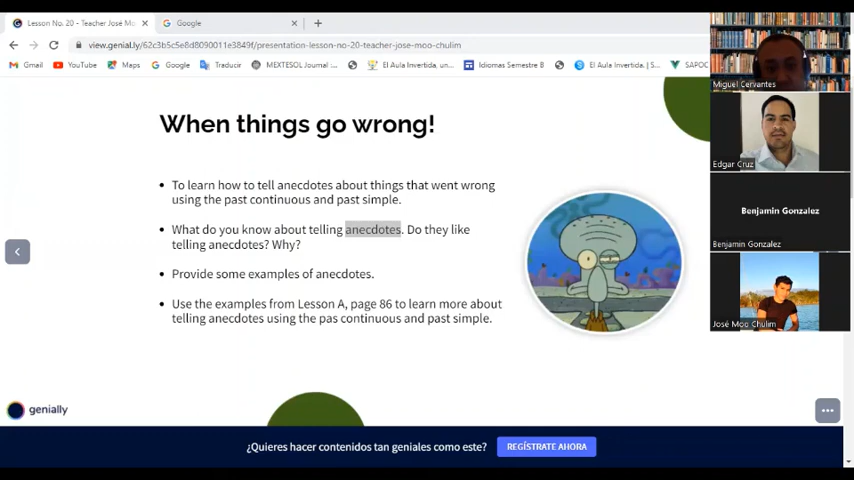 Lesson No. 20 - Teacher José Mo
Google
view.genial.ly/62c3b5c5e8d8090011e3849f/presentation-lesson-no-20-teacher-jose-moo-chulim
Gmail
YouTube
Maps
Google
Traducir
MEXTESOL Journal :...
El Aula Invertida, un...
Idiomas Semestre 8
El Aula Invertida. | S...
SAPOC
Miguel Cervantes
When things go wrong!
Edgar Cruz
• To learn how to tell anecdotes about things that went wrong
using the past continuous and past simple.
Benjamin Gonzalez
• What do you know about telling anecdotes. Do they like
telling anecdotes? Why?
Benjamin Gonzalez
• Provide some examples of anecdotes.
• Use the examples from Lesson A, page 86 to learn more about
telling anecdotes using the pas continuous and past simple.
José Moo Chulim
genially
¿Quieres hacer contenidos tan geniales como este?
REGÍSTRATE AHORA